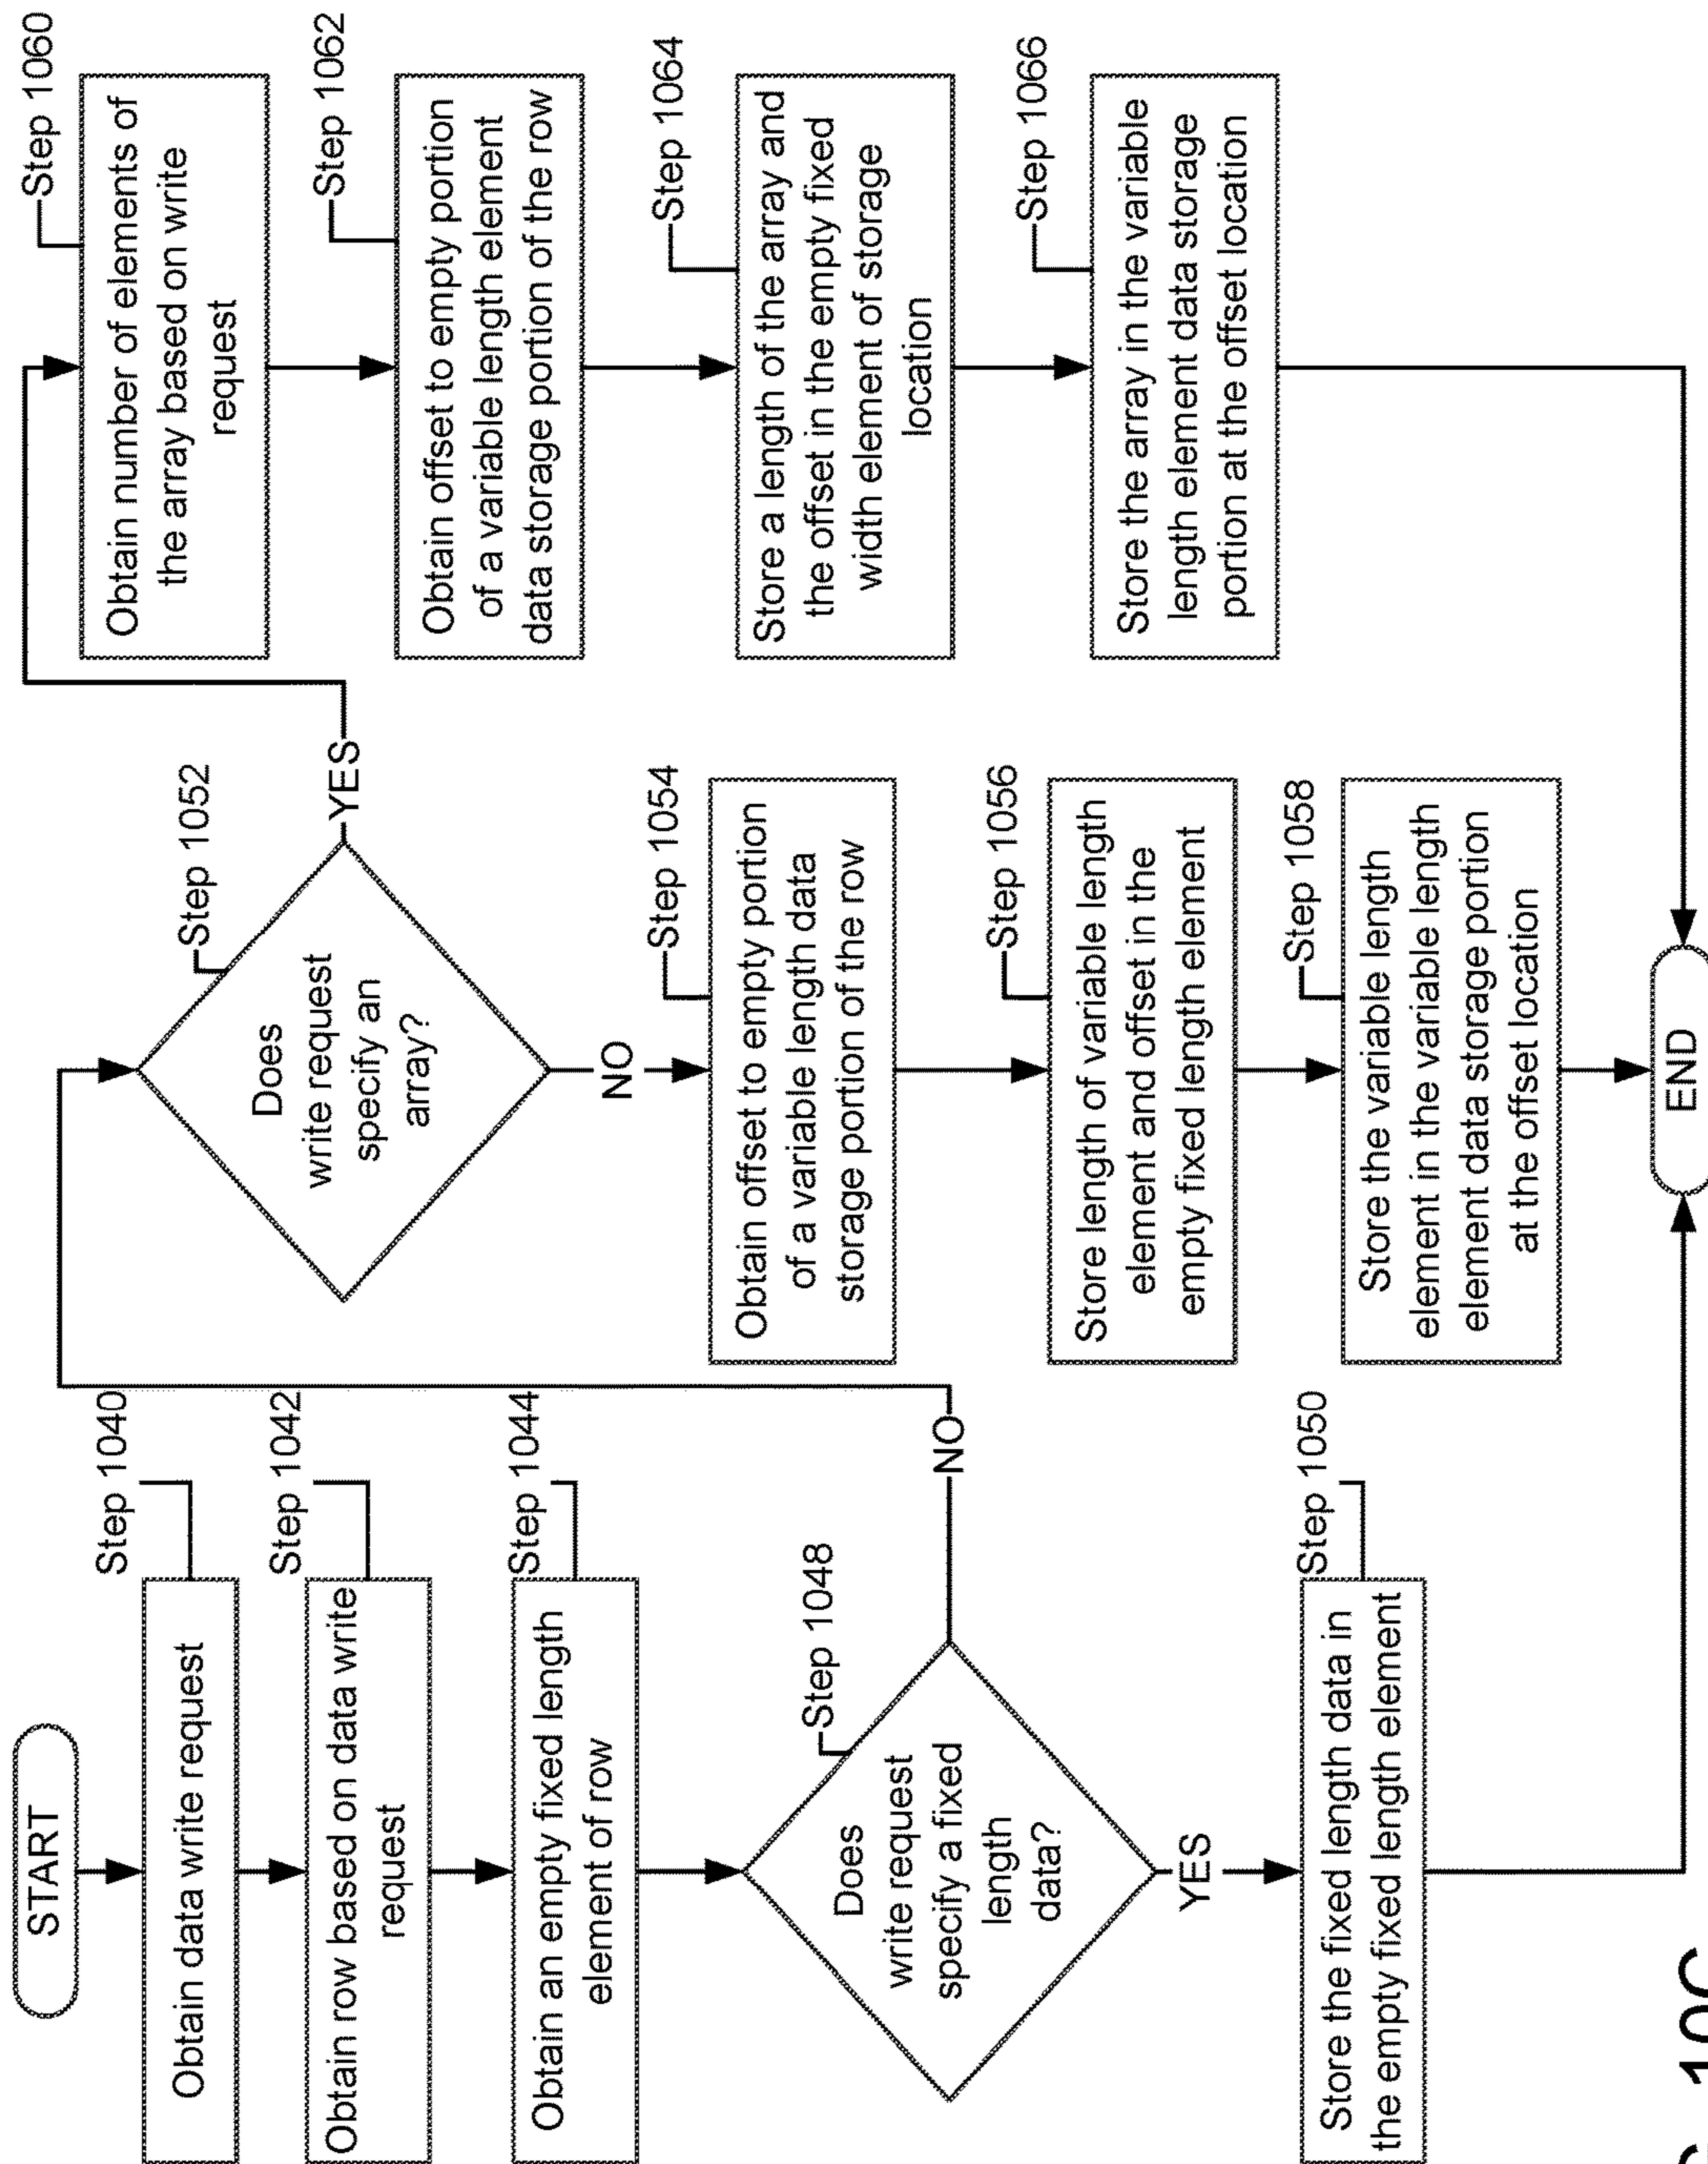 START
Step 1040
Obtain data write request
Step 1042
Obtain row based on data write
request
Step 1044
Obtain an empty fixed length
element of row
Step 1048
Does
write request
specify a fixed
length
data?
NO
YES
Step 1050
Store the fixed length data in
the empty fixed length element
Step 1052
Does
write request
specify an
array?
YES
NO
Step 1054
Obtain offset to empty portion
of a variable length data
storage portion of the row
Step 1056
Store length of variable length
element and offset in the
empty fixed length element
Step 1058
Store the variable length
element in the variable length
element data storage portion
at the offset location
Step 1060
Obtain number of elements of
the array based on write
request
Step 1062
Obtain offset to empty portion
of a variable length element
data storage portion of the row
Step 1064
Store a length of the array and
the offset in the empty fixed
width element of storage
location
Step 1066
Store the array in the variable
length element data storage
portion at the offset location
END
10C